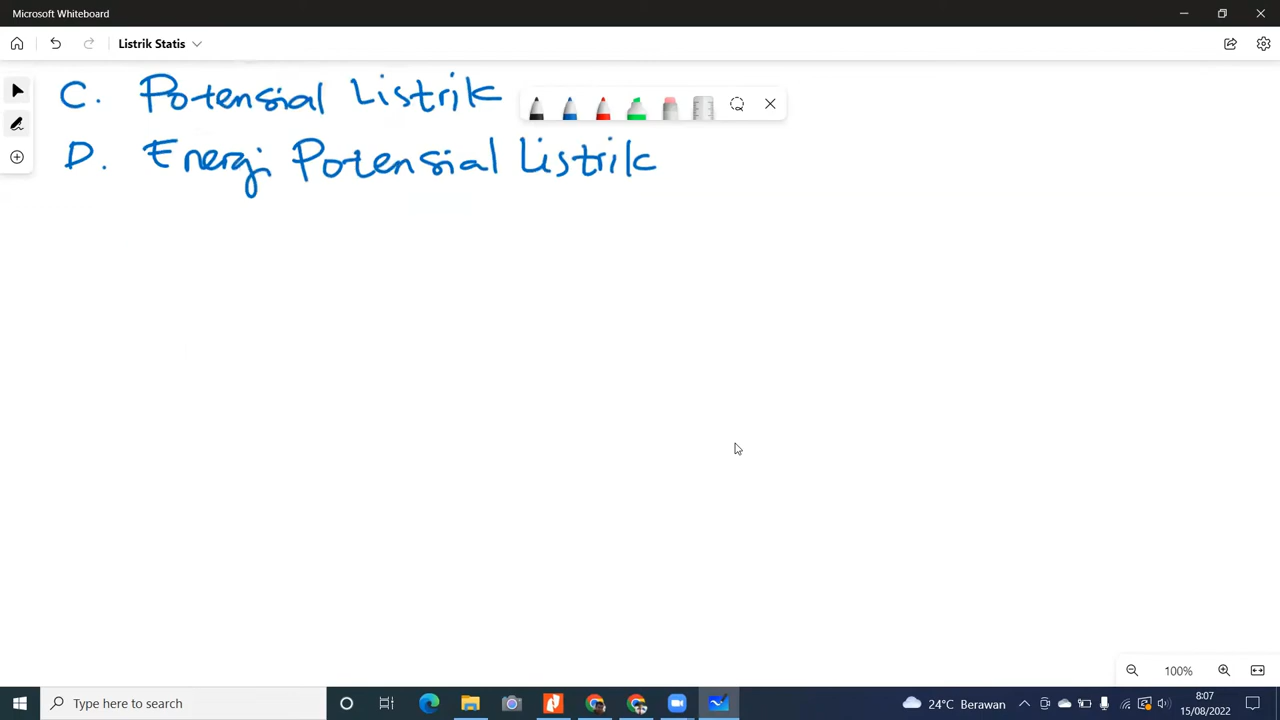 Microsoft Whiteboard
Listrik Statis
C. Potensial Listrik
D. Energi Potensial Listrik
100%
Type here to search
24°C Berawan
8:07
15/08/2022